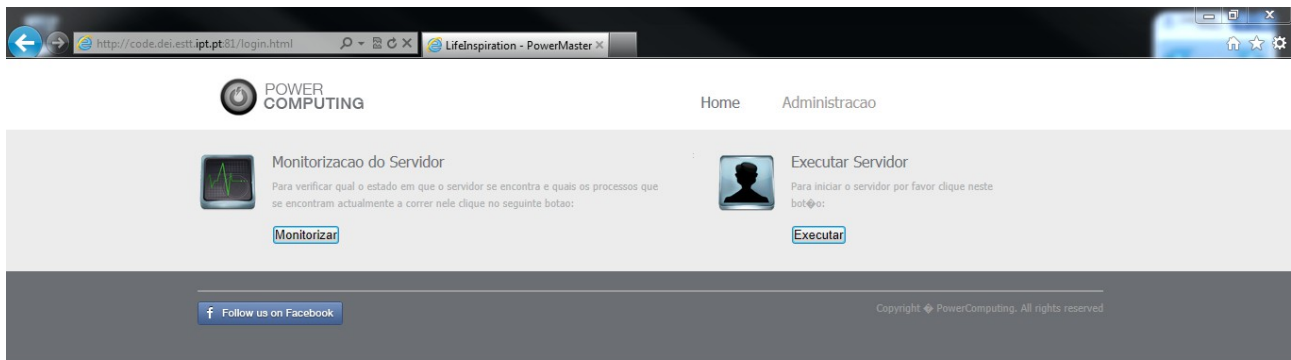 http://code.dei.estt.ipt.pt:81/login.html
LifeInspiration - PowerMaster
POWER
COMPUTING
Home
Administracao
Monitorizacao do Servidor
Para verificar qual o estado em que o servidor se encontra e quais os processos que
se encontram actualmente a correr nele clique no seguinte botao:
Monitorizar
Executar Servidor
Para iniciar o servidor por favor clique neste
bot�o:
Executar
f Follow us on Facebook
Copyright � PowerComputing. All rights reserved